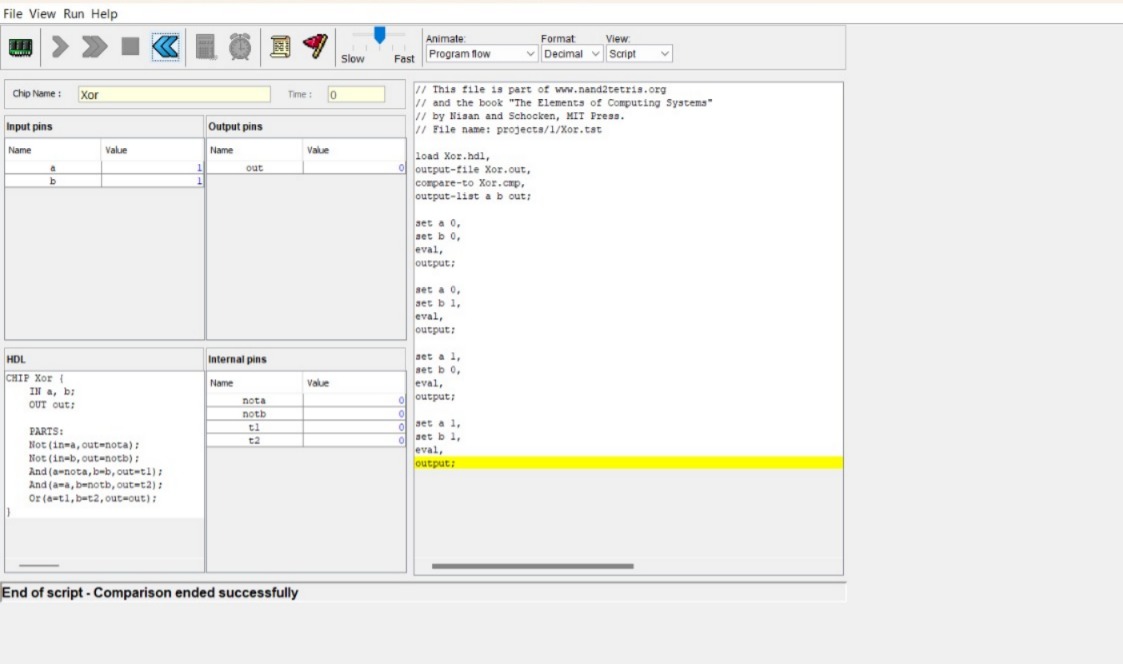 File View Run Help
Slow Fast
Animate: Format: View:
Program flow Decimal Script
Chip Name : Xor Time : 0
Input pins
Name Value
a 1
b 1
Output pins
Name Value
out 0
HDL
CHIP Xor {
IN a, b;
OUT out;
PARTS:
Not(in=a,out=nota);
Not(in=b,out=notb);
And(a=nota,b=b,out=t1);
And(a=a,b=notb,out=t2);
Or(a=t1,b=t2,out=out);
}
Internal pins
Name Value
nota 0
notb 0
t1 0
t2 0
// This file is part of www.nand2tetris.org
// and the book "The Elements of Computing Systems"
// by Nisan and Schocken, MIT Press.
// File name: projects/1/Xor.tst
load Xor.hdl,
output-file Xor.out,
compare-to Xor.cmp,
output-list a b out;
set a 0,
set b 0,
eval,
output;
set a 0,
set b 1,
eval,
output;
set a 1,
set b 0,
eval,
output;
set a 1,
set b 1,
eval,
output;
End of script - Comparison ended successfully